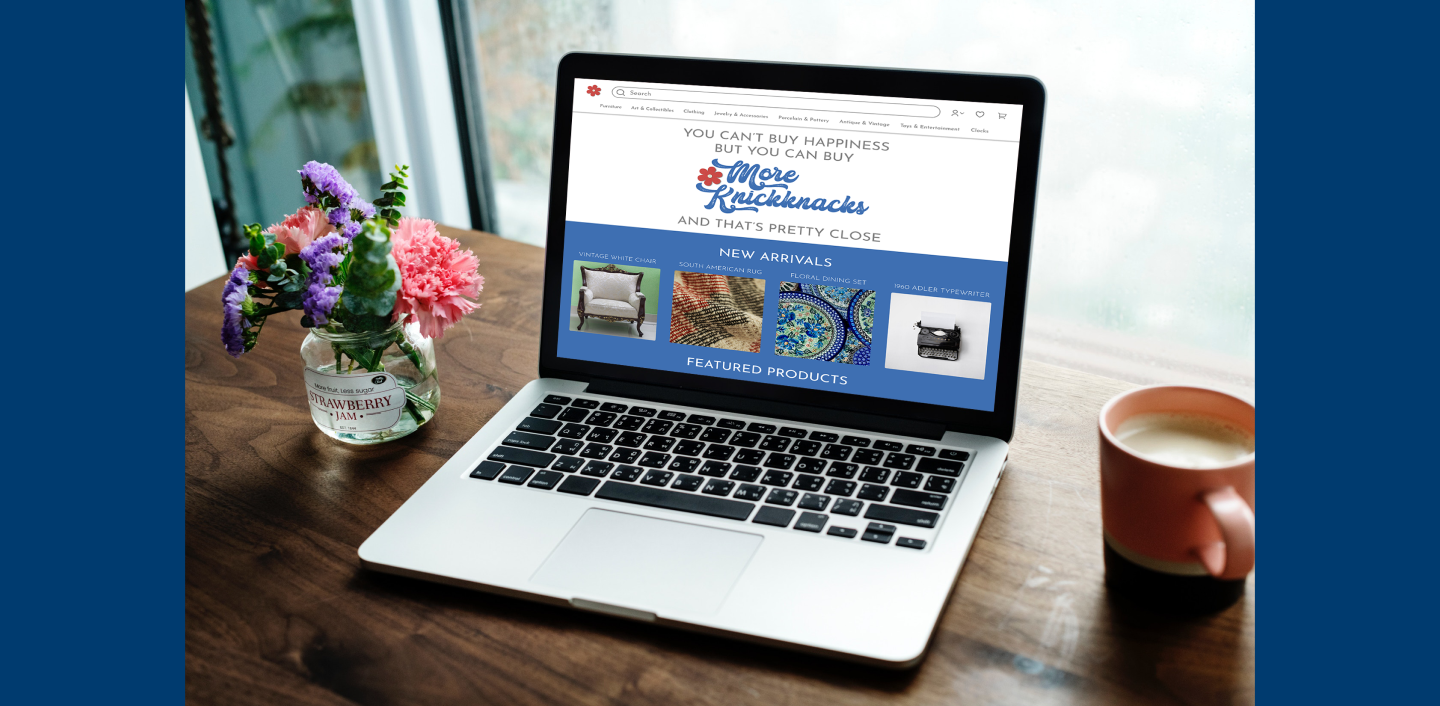 Search
Furniture Art & Collectibles Clothing Jewelry & Accessories Porcelain & Pottery Antique & Vintage Toys & Entertainment Clocks
YOU CAN'T BUY HAPPINESS
BUT YOU CAN BUY
More
Knickknacks
AND THAT'S PRETTY CLOSE
NEW ARRIVALS
VINTAGE WHITE CHAIR SOUTH AMERICAN RUG FLORAL DINING SET 1960 ADLER TYPEWRITER
FEATURED PRODUCTS
More fruit, Less sugar
STRAWBERRY
• JAM •
Q W
A S D
Z X C V B N M